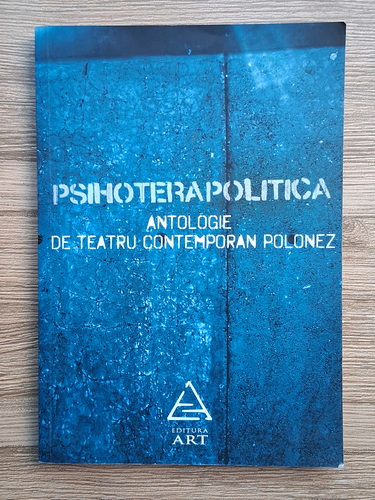 PSIHOTERAPOLITICA
ANTOLOGIE
DE TEATRU CONTEMPORAN POLONEZ
EDITURA
ART